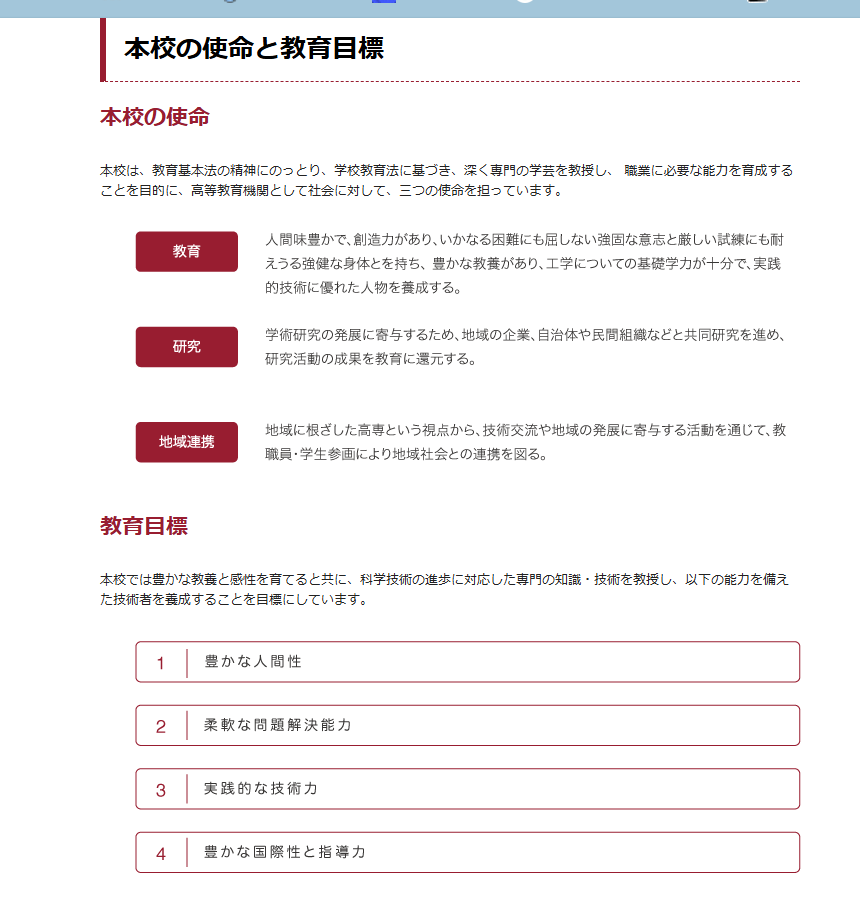 本校の使命と教育目標
本校の使命
本校は、教育基本法の精神にのっとり、学校教育法に基づき、深く専門の学芸を教授し、 職業に必要な能力を育成する
ことを目的に、高等教育機関として社会に対して、三つの使命を担っています。
教育
人間味豊かで、創造力があり、いかなる困難にも屈しない強固な意志と厳しい試練にも耐
えうる強健な身体とを持ち、豊かな教養があり、工学についての基礎学力が十分で、実践
的技術に優れた人物を養成する。
研究
学術研究の発展に寄与するため、地域の企業、自治体や民間組織などと共同研究を進め、
研究活動の成果を教育に還元する。
地域連携
地域に根ざした高専という視点から、技術交流や地域の発展に寄与する活動を通じて、教
職員・学生参画により地域社会との連携を図る。
教育目標
本校では豊かな教養と感性を育てると共に、科学技術の進歩に対応した専門の知識・技術を教授し、以下の能力を備え
た技術者を養成することを目標にしています。
1 豊かな人間性
2 柔軟な問題解決能力
3 実践的な技術力
4 豊かな国際性と指導力